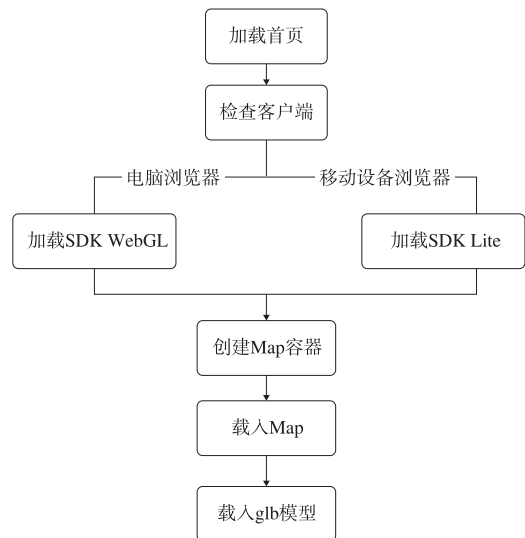 加载首页
检查客户端
电脑浏览器
移动设备浏览器
加载SDK WebGL
加载SDK Lite
创建Map容器
载入Map
载入glb模型